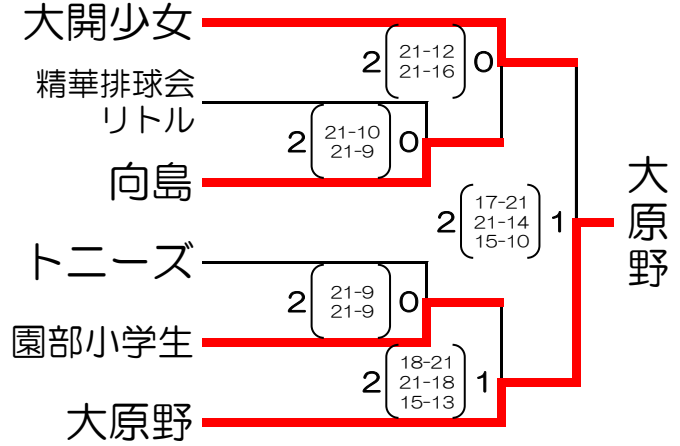 大開少女
2 21-12 0
21-16
精華排球会
リトル
2 21-10 0
21-9
向島
大原野
2 17-21 1
21-14
15-10
トニーズ
2 21-9 0
21-9
園部小学生
2 18-21 1
21-18
15-13
大原野